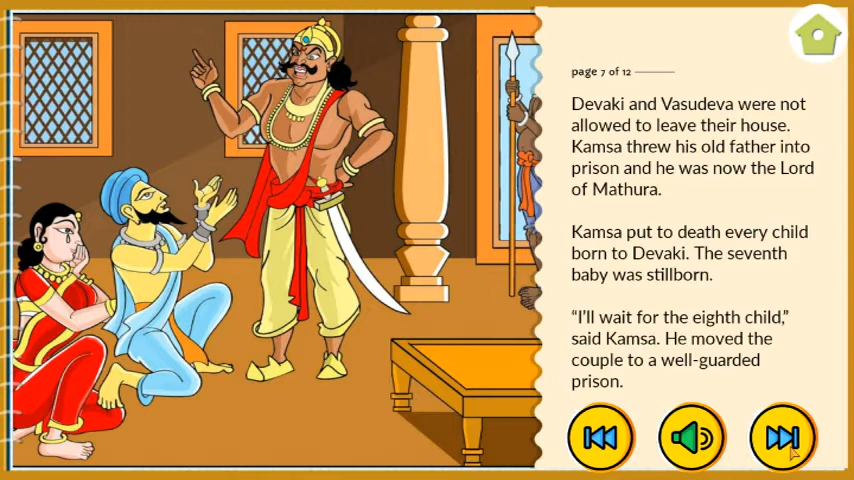 page 7 of 12
Devaki and Vasudeva were not
allowed to leave their house.
Kamsa threw his old father into
prison and he was now the Lord
of Mathura.
Kamsa put to death every child
born to Devaki. The seventh
baby was stillborn.
“I’ll wait for the eighth child,”
said Kamsa. He moved the
couple to a well-guarded
prison.